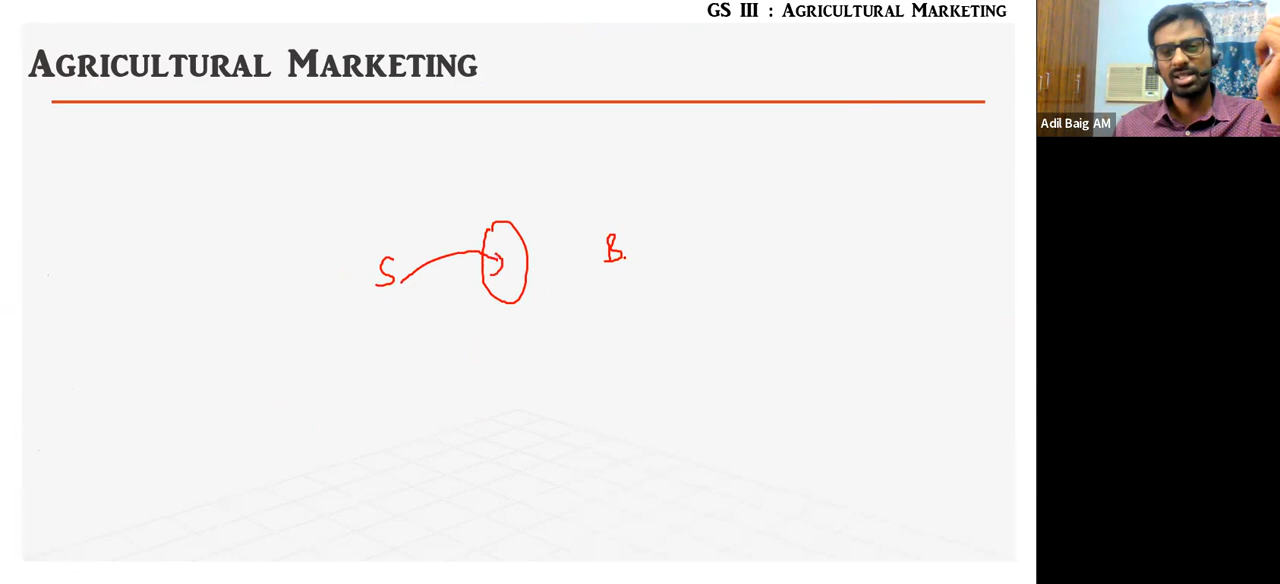 GS III : Agricultural Marketing
Agricultural Marketing
S B.
Adil Baig AM